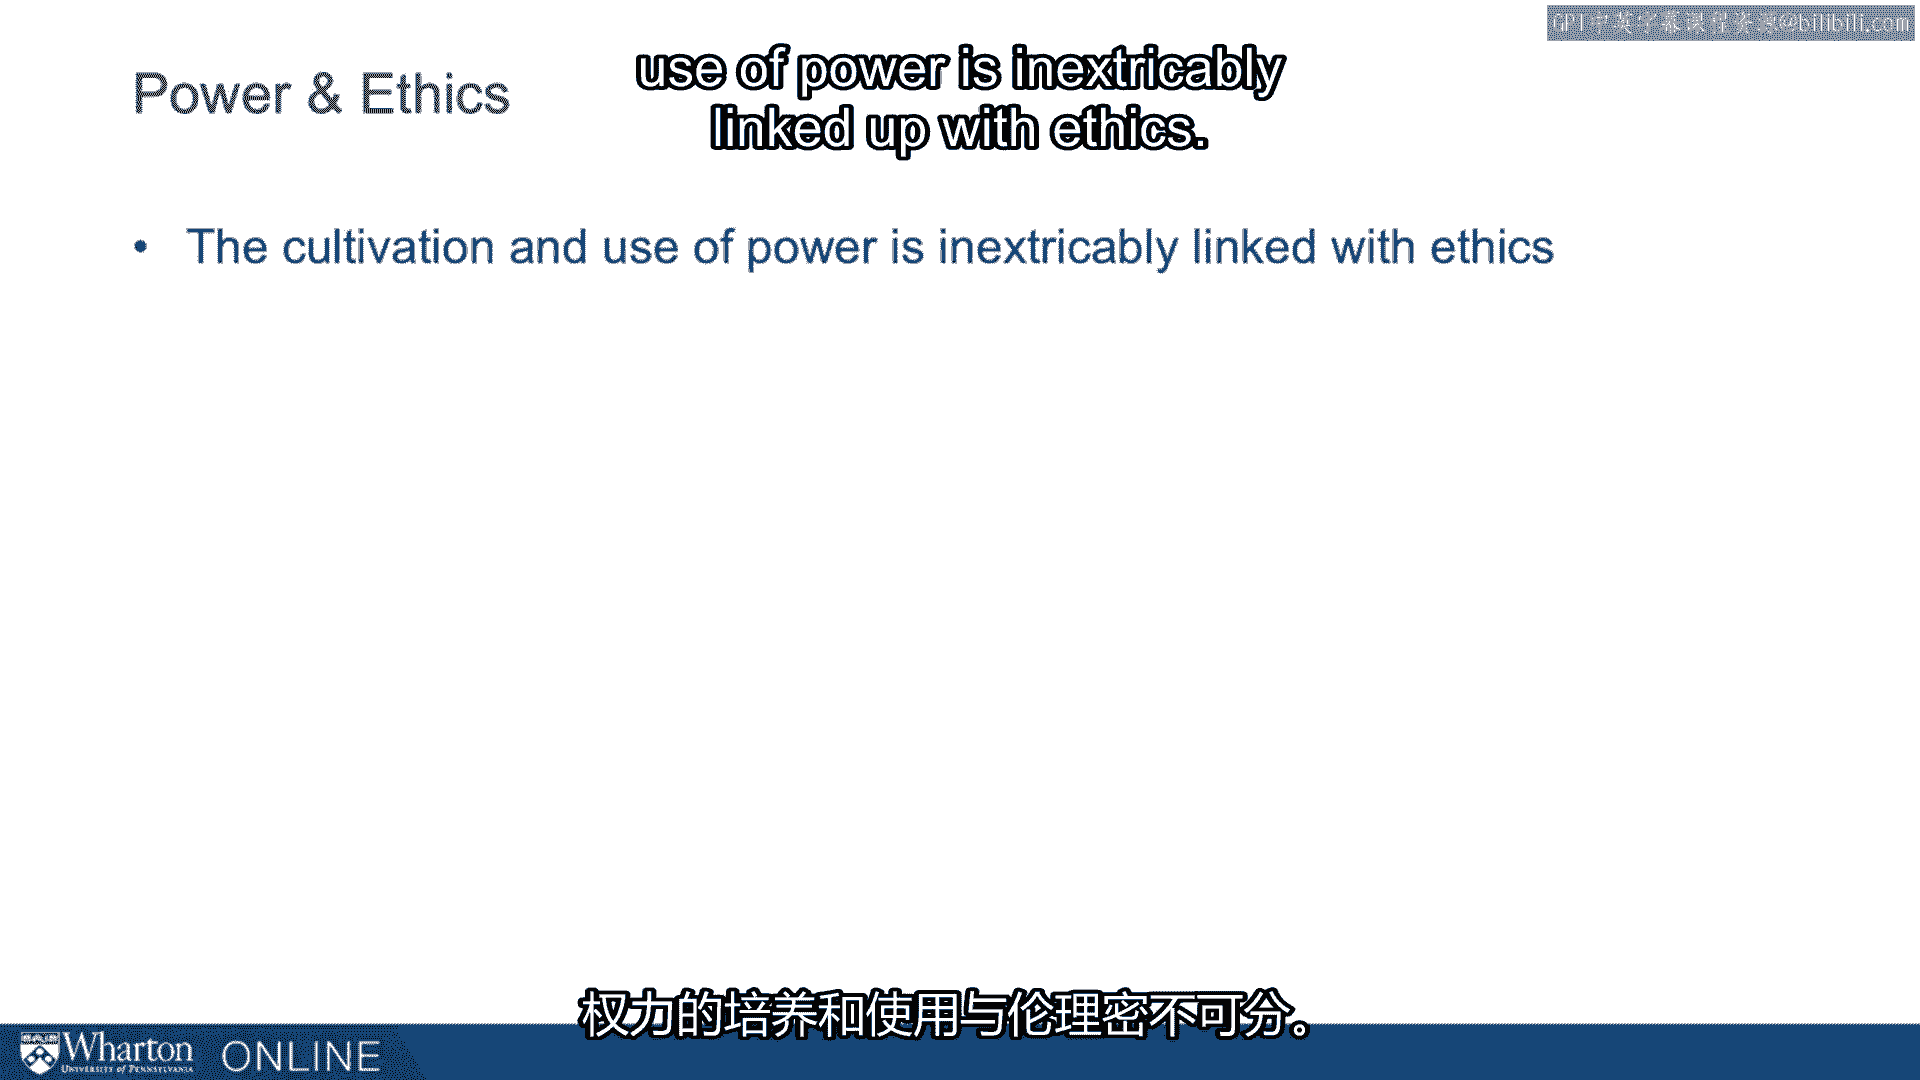 GPT中英字幕课程资源@bilibili.com
use of power is inextricably
linked up with ethics.
Power & Ethics
• The cultivation and use of power is inextricably linked with ethics
权力的培养和使用与伦理密不可分。
Wharton
UNIVERSITY of PENNSYLVANIA
ONLINE